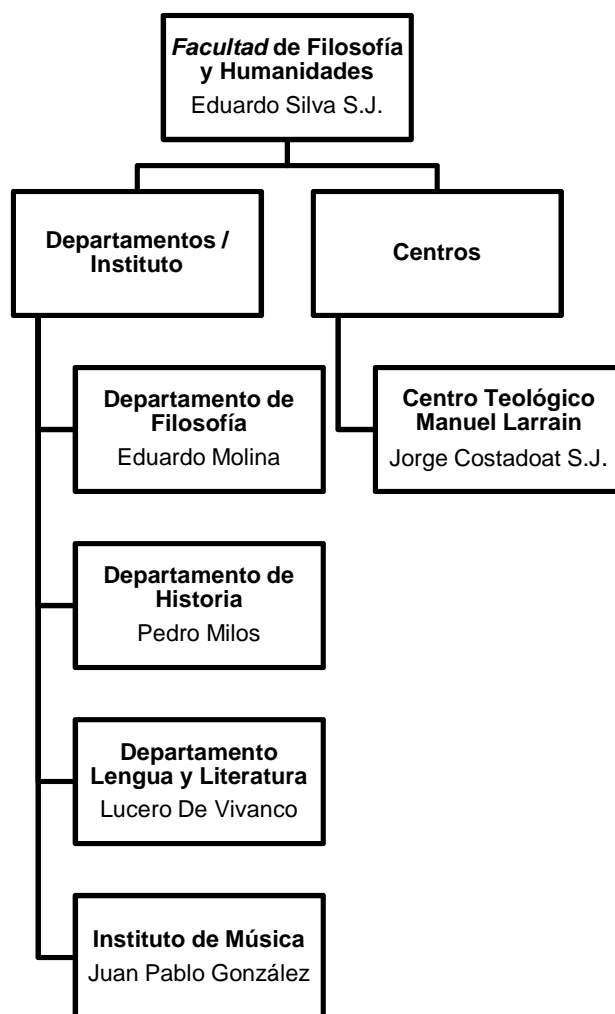 Facultad de Filosofía
y Humanidades
Eduardo Silva S.J.
Departamentos /
Instituto
Centros
Departamento de
Filosofía
Eduardo Molina
Centro Teológico
Manuel Larrain
Jorge Costadoat S.J.
Departamento de
Historia
Pedro Milos
Departamento
Lengua y Literatura
Lucero De Vivanco
Instituto de Música
Juan Pablo González